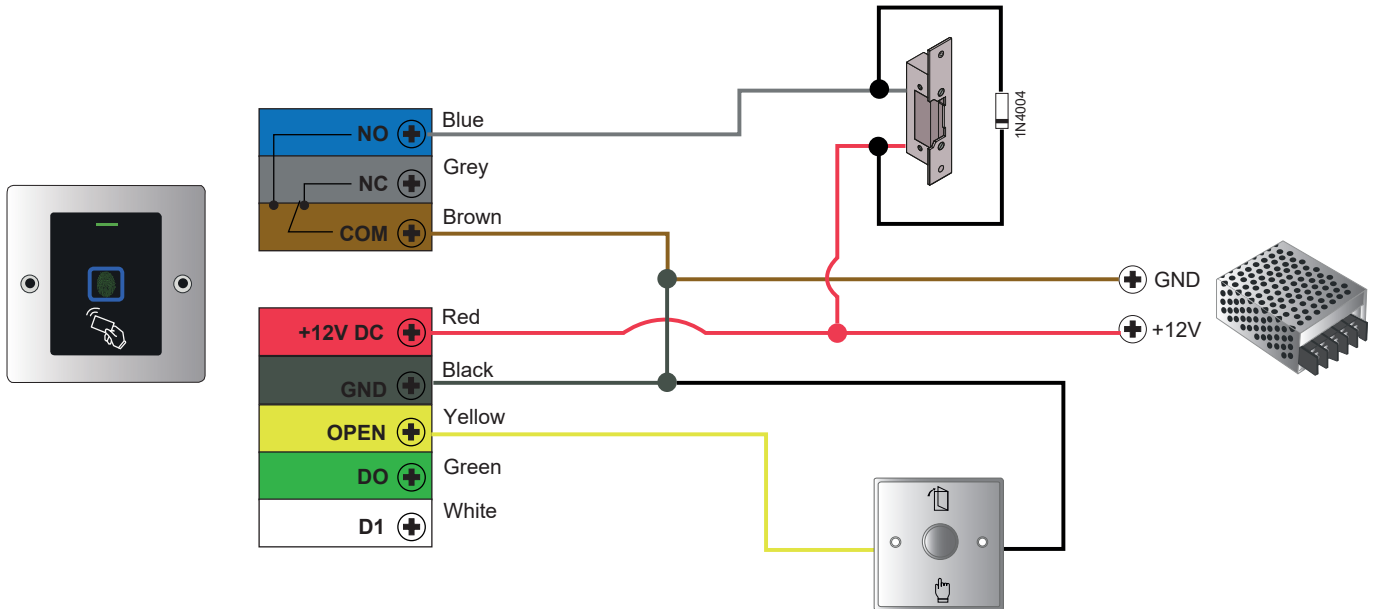 NO
Blue
NC
Grey
COM
Brown
1N4004
GND
+12V
+12V DC
Red
GND
Black
OPEN
Yellow
DO
Green
D1
White